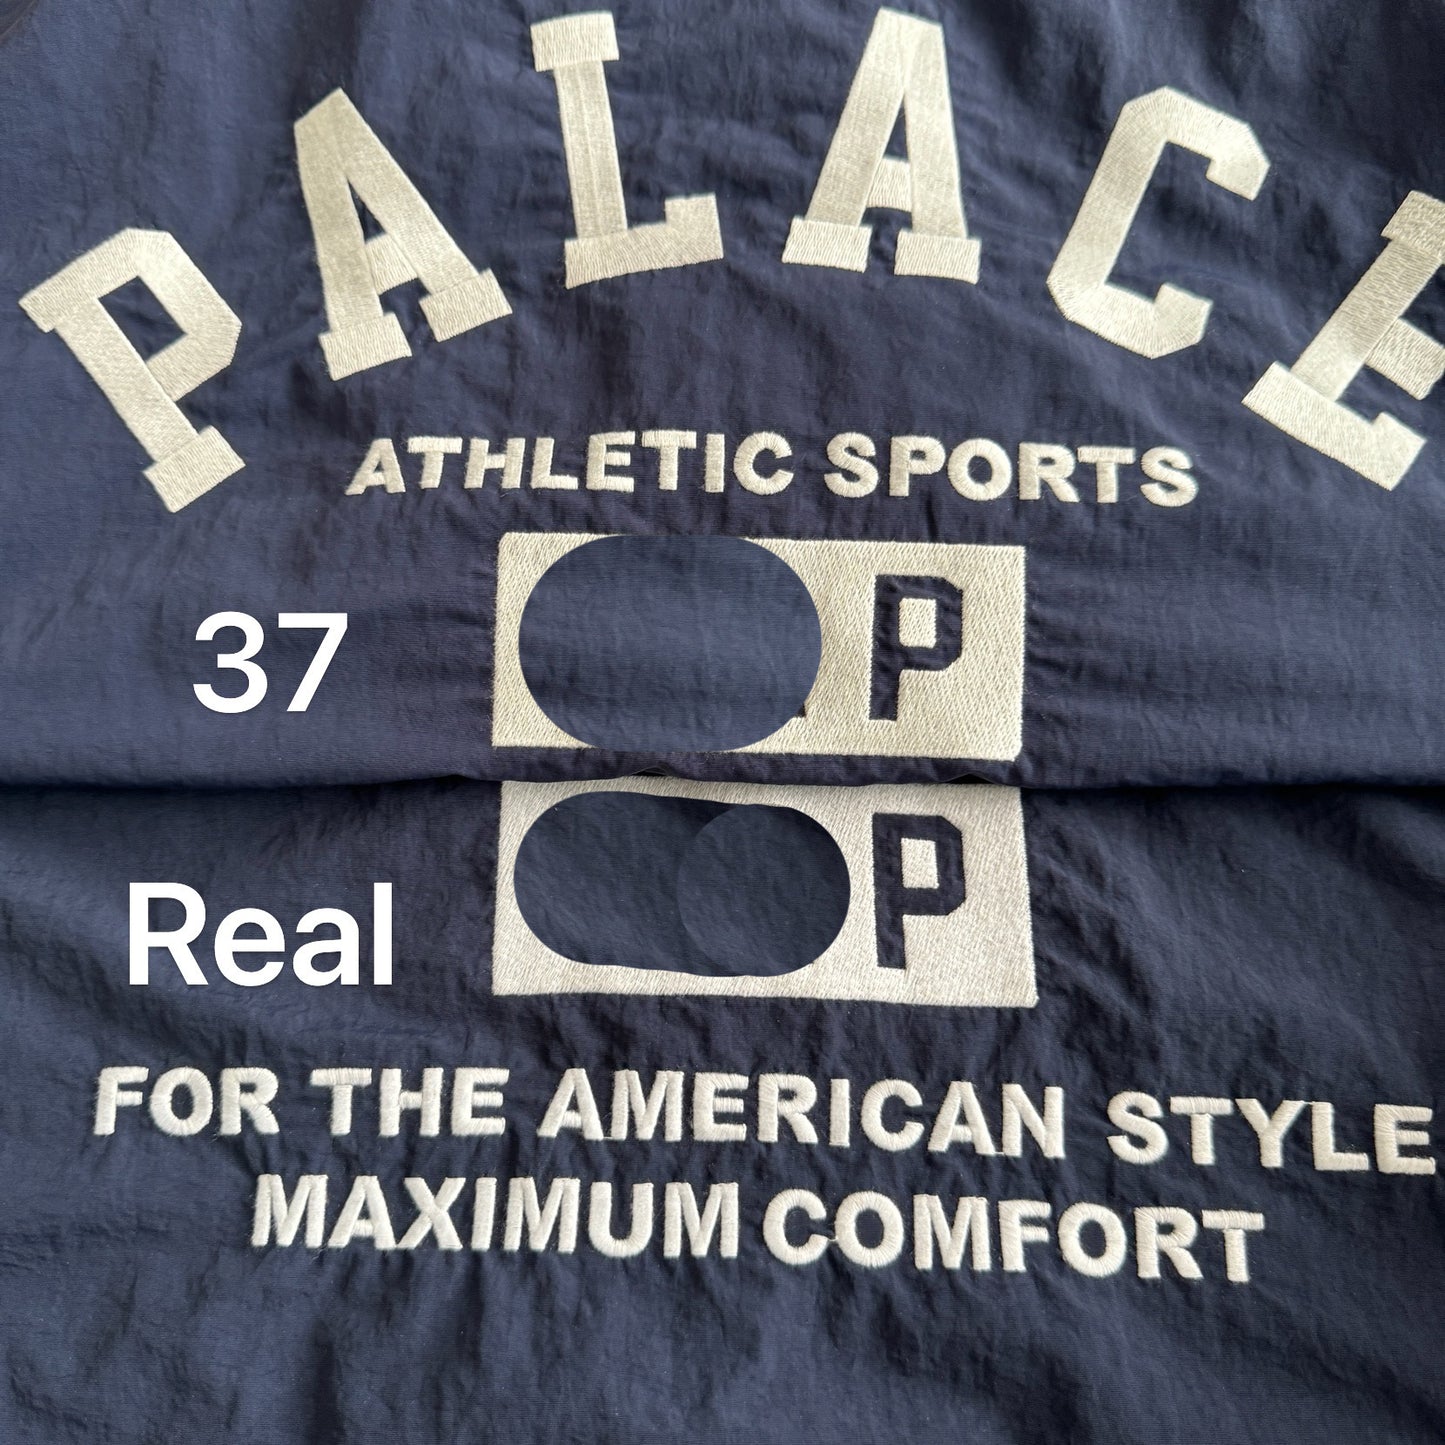 PALACE
ATHLETIC SPORTS
P
37
P
Real
FOR THE AMERICAN STYLE
MAXIMUM COMFORT